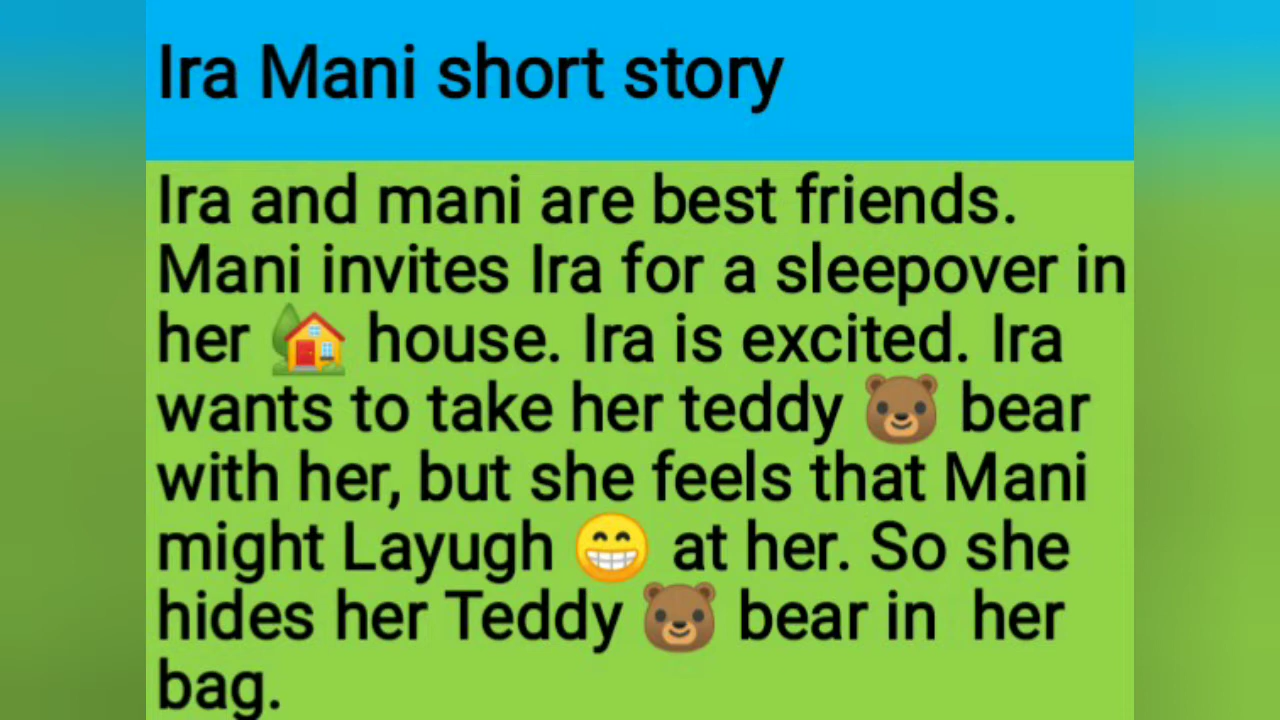 Ira Mani short story
Ira and mani are best friends.
Mani invites Ira for a sleepover in
her 🏡 house. Ira is excited. Ira
wants to take her teddy 🐻 bear
with her, but she feels that Mani
might Layugh 😁 at her. So she
hides her Teddy 🐻 bear in  her
bag.